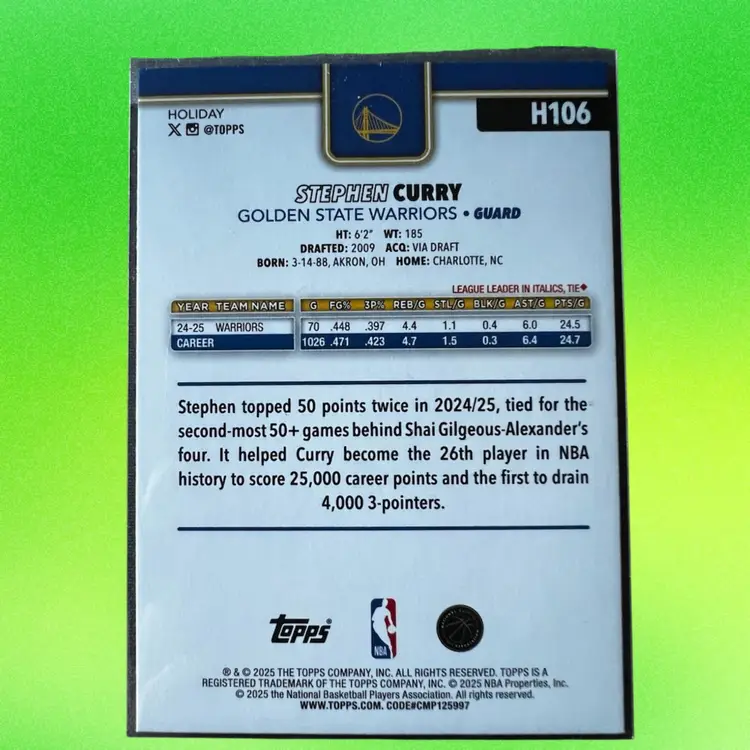 HOLIDAY
X @TOPPS
H106
STEPHEN CURRY
GOLDEN STATE WARRIORS • GUARD
HT: 6'2" WT: 185
DRAFTED: 2009 ACQ: VIA DRAFT
BORN: 3-14-88, AKRON, OH HOME: CHARLOTTE, NC
LEAGUE LEADER IN ITALICS, TIE◆
YEAR TEAM NAME G FG% 3P% REB/G STL/G BLK/G AST/G PTS/G
24-25 WARRIORS 70 .448 .397 4.4 1.1 0.4 6.0 24.5
CAREER 1026 .471 .423 4.7 1.5 0.3 6.4 24.7
Stephen topped 50 points twice in 2024/25, tied for the
second-most 50+ games behind Shai Gilgeous-Alexander's
four. It helped Curry become the 26th player in NBA
history to score 25,000 career points and the first to drain
4,000 3-pointers.
Topps®
NBA
® & © 2025 THE TOPPS COMPANY, INC. ALL RIGHTS RESERVED. TOPPS IS A
REGISTERED TRADEMARK OF THE TOPPS COMPANY, INC. © 2025 NBA Properties, Inc.
© 2025 the National Basketball Players Association. All rights reserved.
WWW.TOPPS.COM. CODE#CMP125997